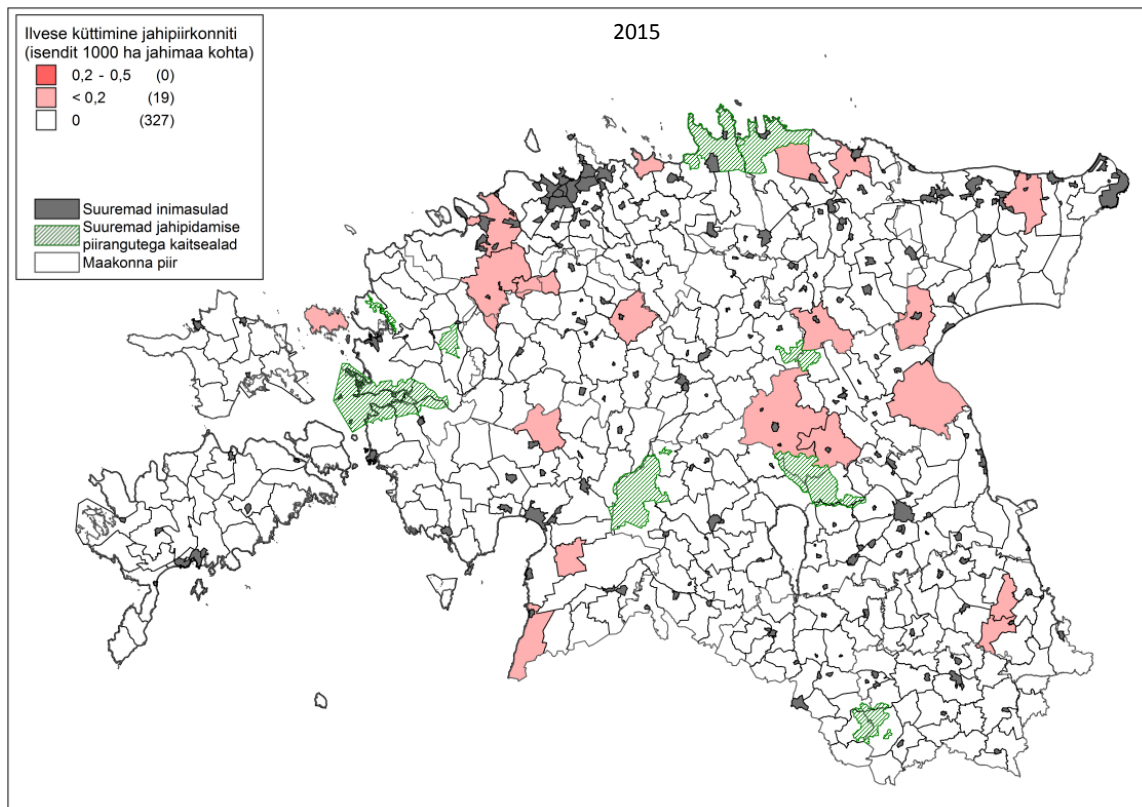 2015
Ilvese küttimine jahipiirkonniti
(isendit 1000 ha jahimaa kohta)
0,2 - 0,5 (0)
< 0,2 (19)
0 (327)
Suuremad inimasulad
Suuremad jahipidamise
piirangutega kaitsealad
Maakonna piir